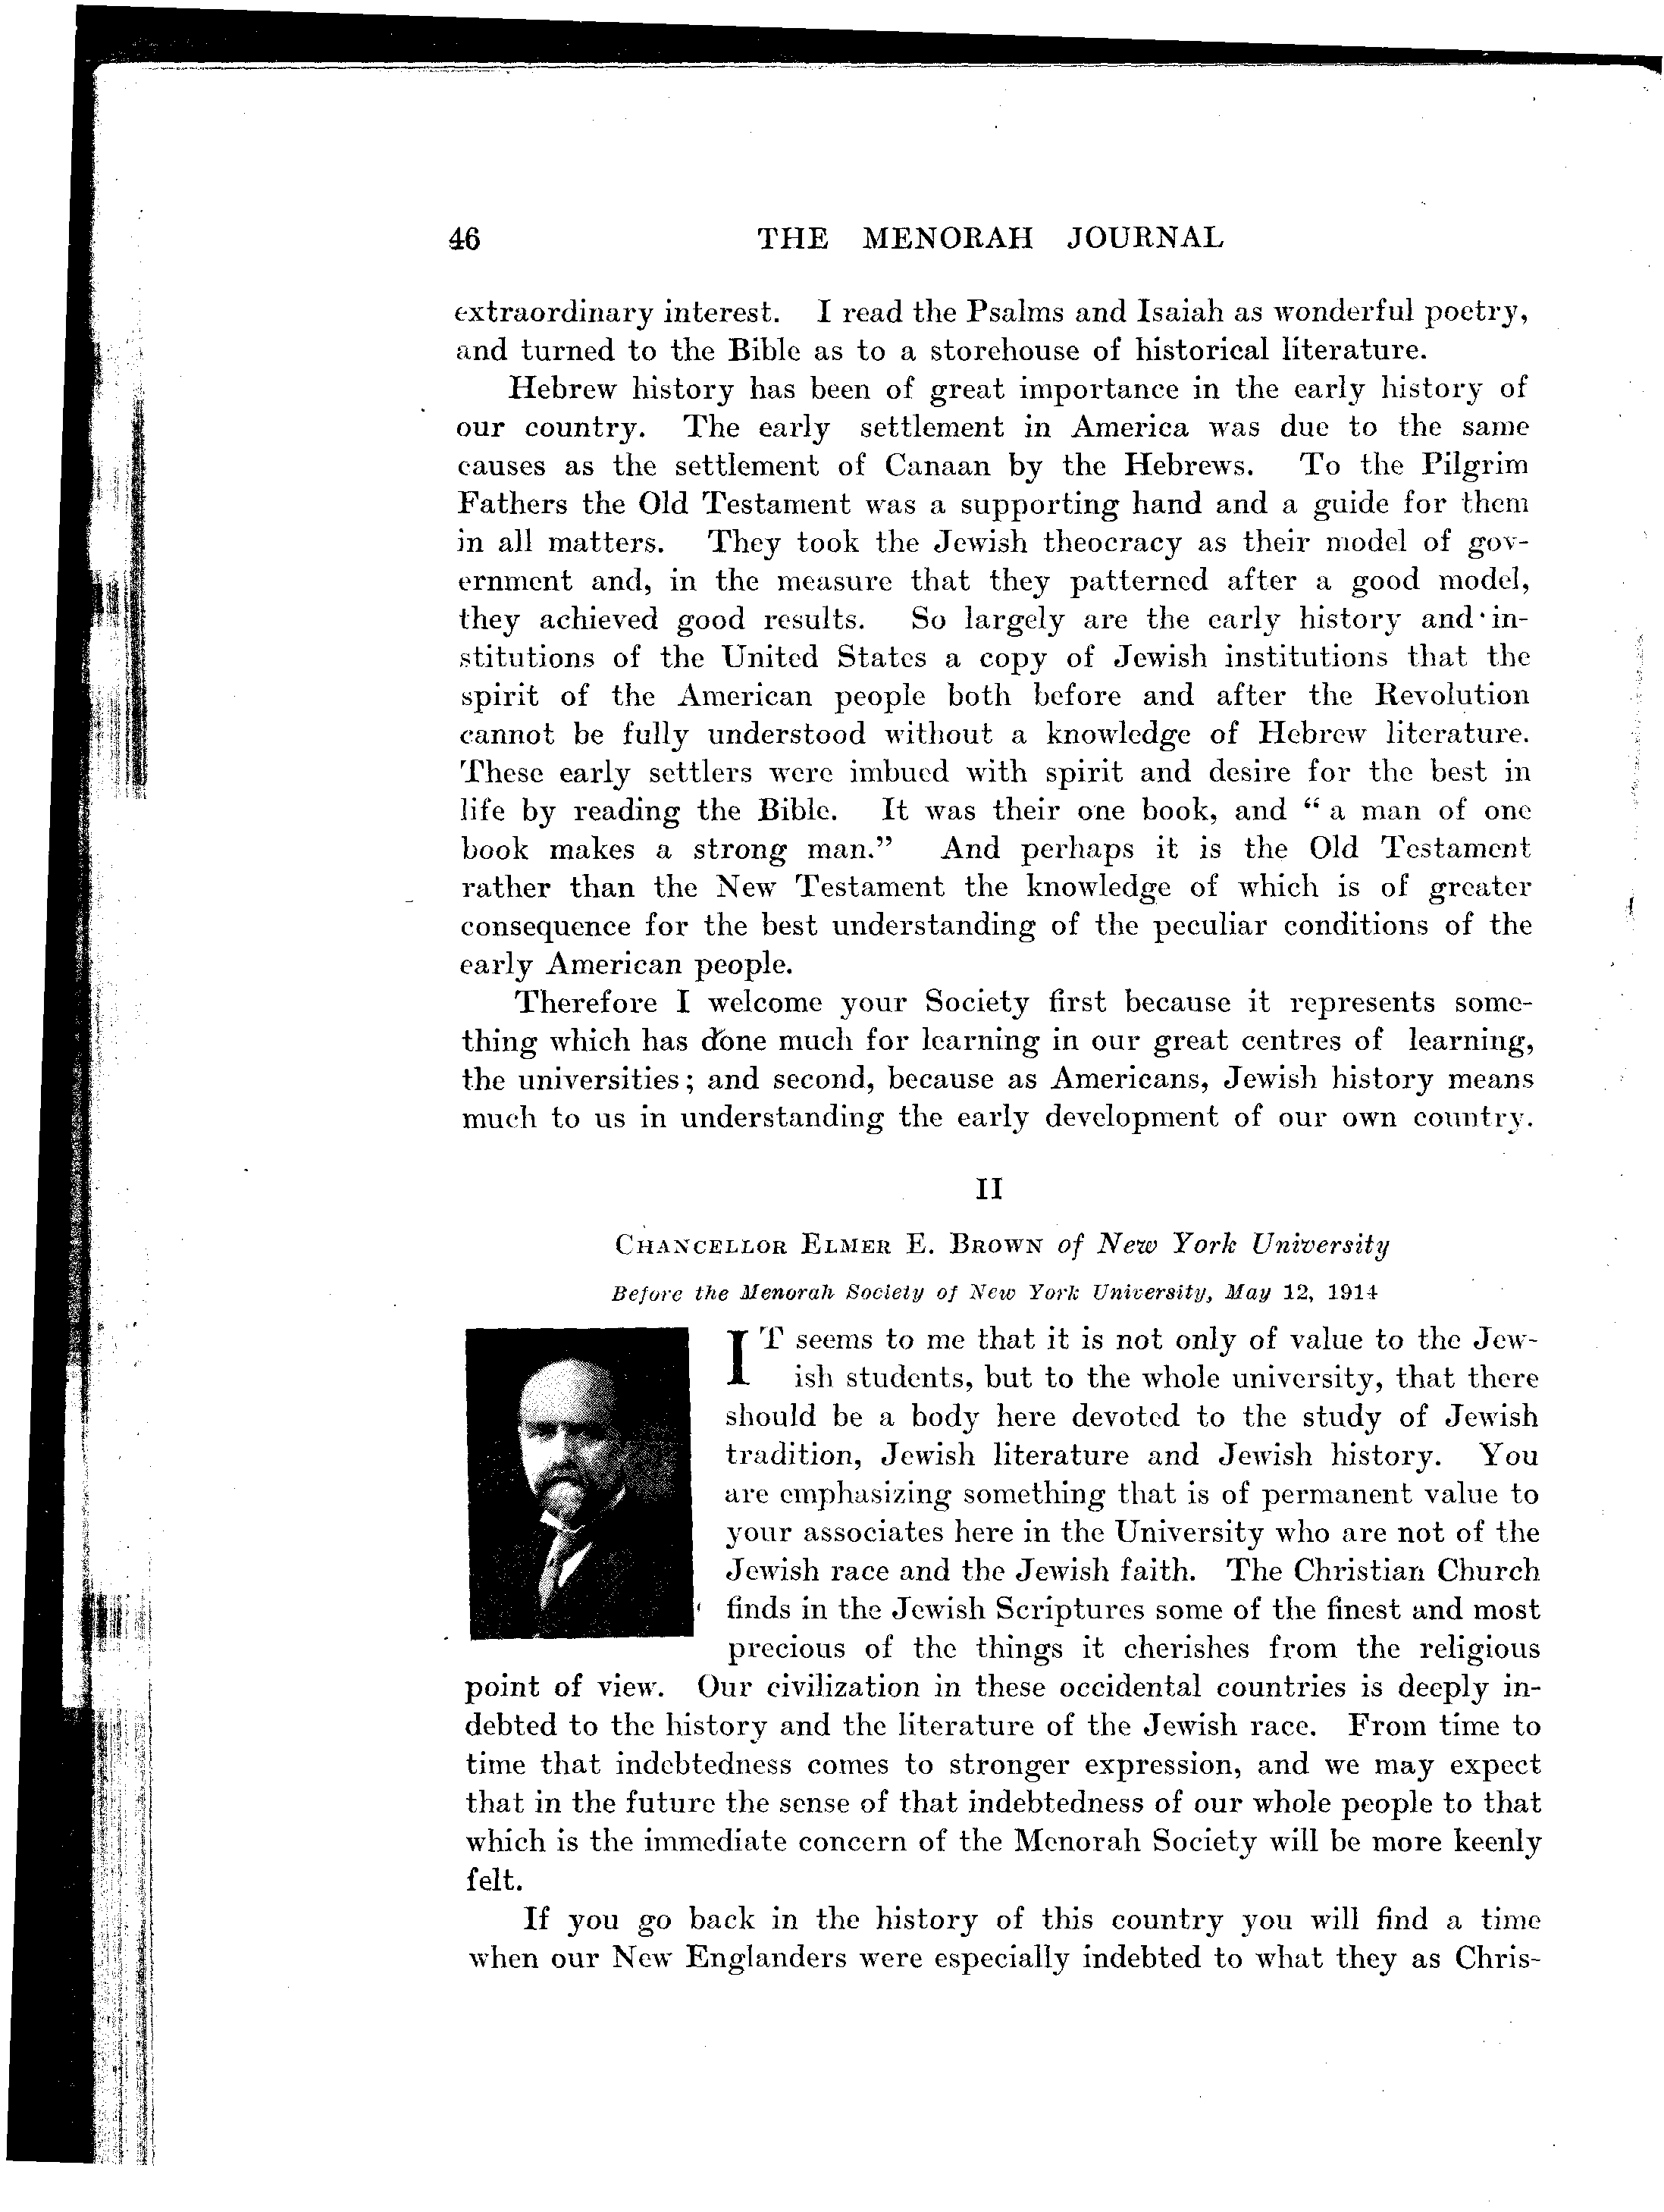 46 THE MENORAH JOURNAL
extraordinary interest. I read the Psalms and Isaiah as wonderful poetry,
and turned to the Bible as to a storehouse of historical literature.
Hebrew history has been of great importance in the early history of
our country. The early settlement in America was due to the same
causes as the settlement of Canaan by the Hebrews. To the Pilgrim
Fathers the Old Testament was a supporting hand and a guide for them
in all matters. They took the Jewish theocracy as their model of gov-
ernment and, in the measure that they patterned after a good model,
they achieved good results. So largely are the early history and in-
stitutions of the United States a copy of Jewish institutions that the
spirit of the American people both before and after the Revolution
cannot be fully understood without a knowledge of Hebrew literature.
These early settlers were imbued with spirit and desire for the best in
life by reading the Bible. It was their one book, and "a man of one
book makes a strong man." And perhaps it is the Old Testament
rather than the New Testament the knowledge of which is of greater
consequence for the best understanding of the peculiar conditions of the
early American people.
Therefore I welcome your Society first because it represents some-
thing which has done much for learning in our great centres of learning,
the universities; and second, because as Americans, Jewish history means
much to us in understanding the early development of our own country.
II
CHANCELLOR ELMER E. BROWN of New York University
Before the Menorah Society of New York University, May 12, 1914
IT seems to me that it is not only of value to the Jew-
ish students, but to the whole university, that there
should be a body here devoted to the study of Jewish
tradition, Jewish literature and Jewish history. You
are emphasizing something that is of permanent value to
your associates here in the University who are not of the
Jewish race and the Jewish faith. The Christian Church
finds in the Jewish Scriptures some of the finest and most
precious of the things it cherishes from the religious
point of view. Our civilization in these occidental countries is deeply in-
debted to the history and the literature of the Jewish race. From time to
time that indebtedness comes to stronger expression, and we may expect
that in the future the sense of that indebtedness of our whole people to that
which is the immediate concern of the Menorah Society will be more keenly
felt.
If you go back in the history of this country you will find a time
when our New Englanders were especially indebted to what they as Chris-